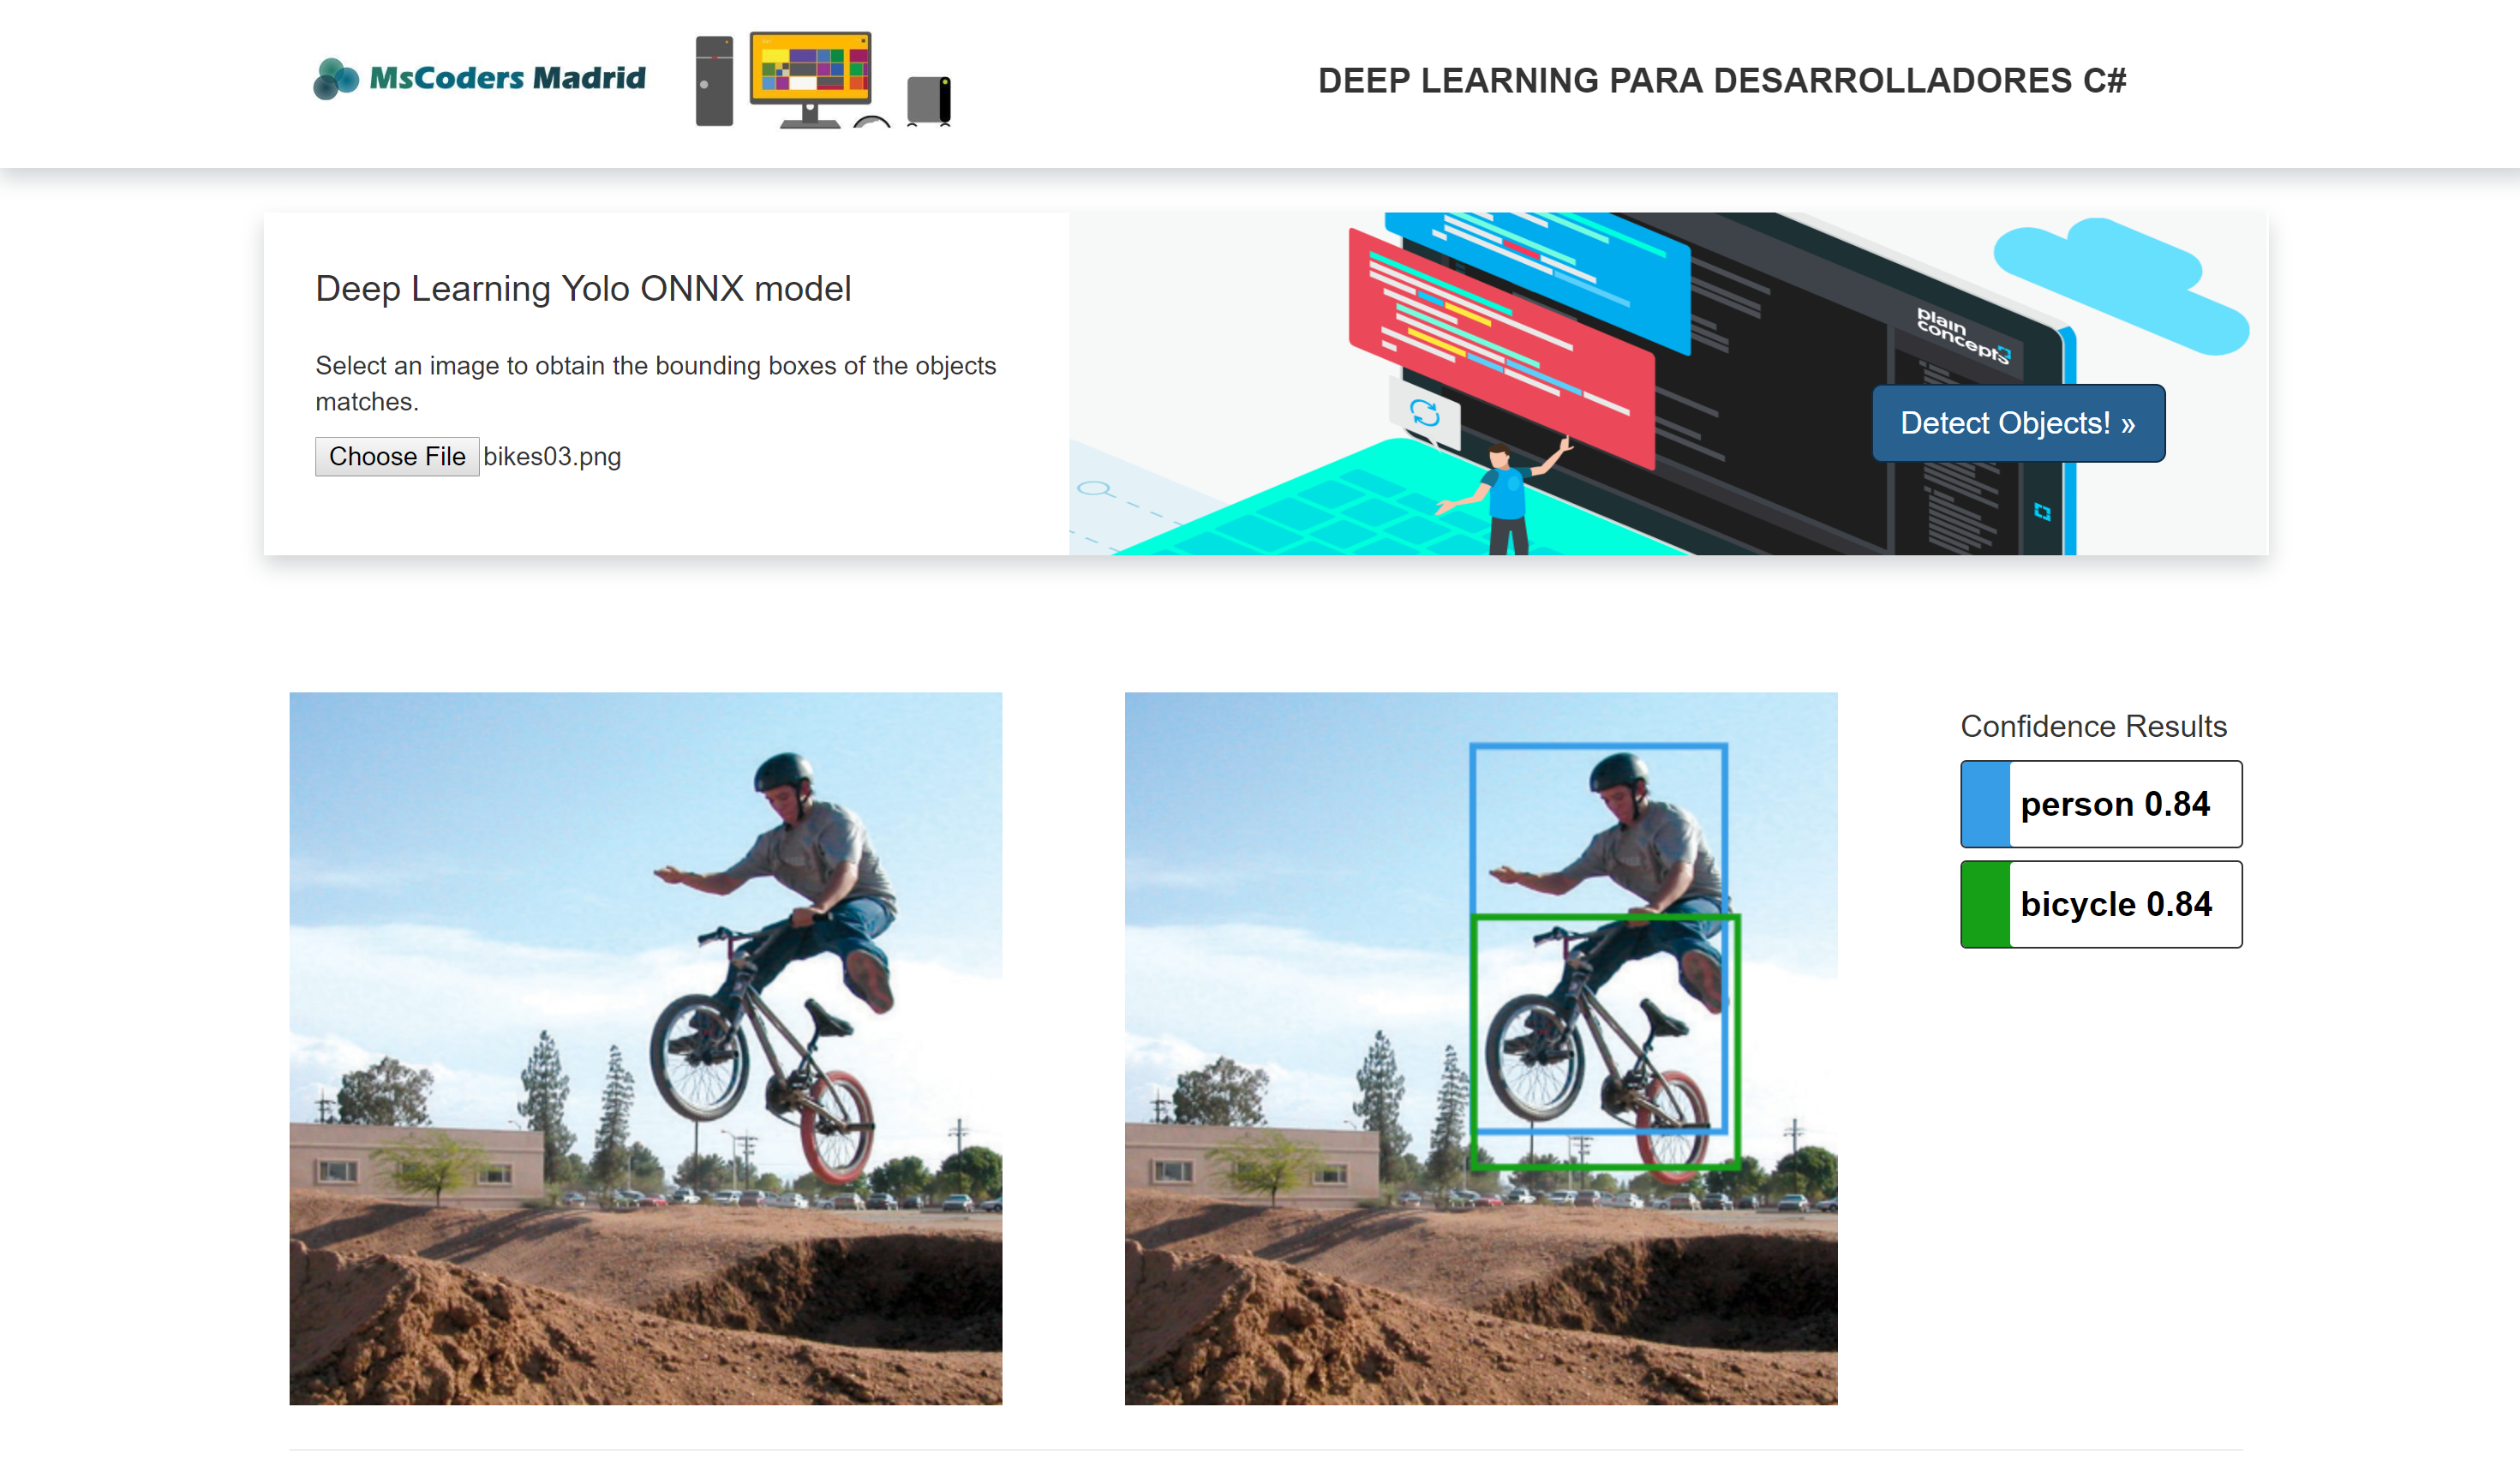 MsCoders Madrid
DEEP LEARNING PARA DESARROLLADORES C#
Deep Learning Yolo ONNX model
Select an image to obtain the bounding boxes of the objects
matches.
Choose File bikes03.png
plain
concepts
Detect Objects! »
Confidence Results
person 0.84
bicycle 0.84